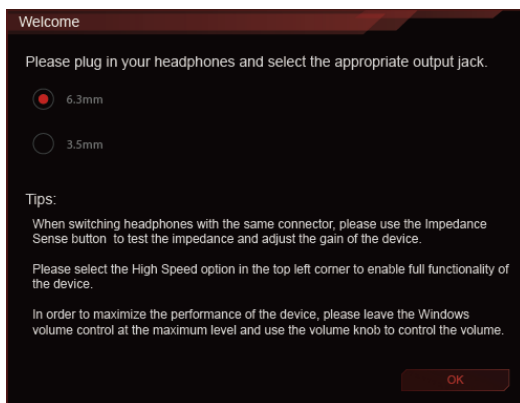 Welcome
Please plug in your headphones and select the appropriate output jack.
6.3mm
3.5mm
Tips:
When switching headphones with the same connector, please use the Impedance
Sense button to test the impedance and adjust the gain of the device.
Please select the High Speed option in the top left corner to enable full functionality of
the device.
In order to maximize the performance of the device, please leave the Windows
volume control at the maximum level and use the volume knob to control the volume.
OK